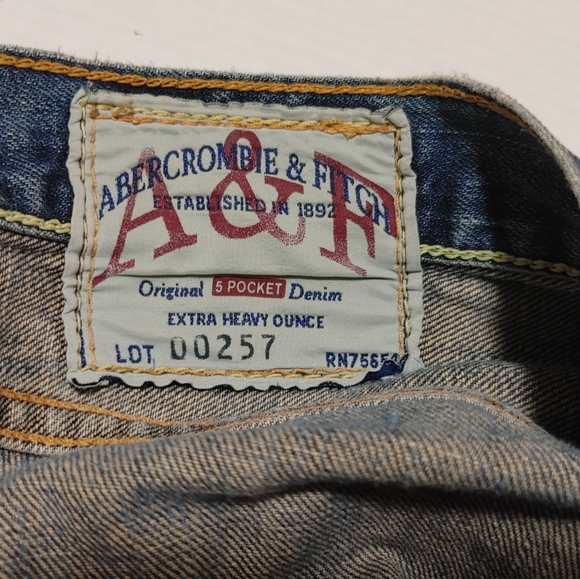 A&F
ABERCROMBIE & FITCH
ESTABLISHED IN 1892
Original 5 POCKET Denim
EXTRA HEAVY OUNCE
LOT 00257